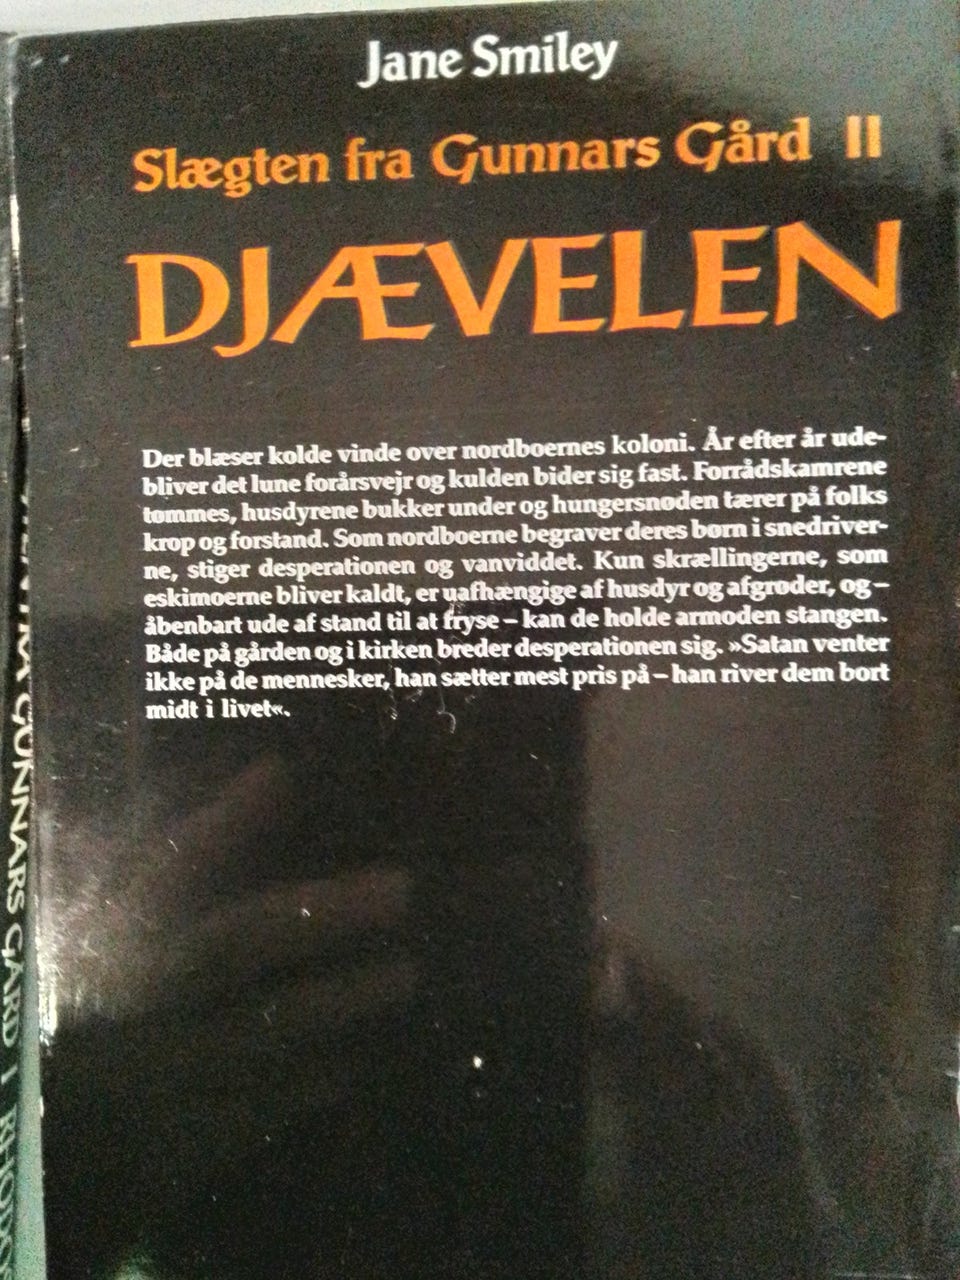 Jane Smiley
Slægten fra Gunnars Gård II
DJÆVELEN
Der blæser kolde vinde over nordboernes koloni. År efter år ude-
bliver det lune forårsvejr og kulden bider sig fast. Forrådskamrene
tømmes, husdyrene bukker under og hungersnøden tærer på folks
krop og forstand. Som nordboerne begraver deres børn i snedriver-
ne, stiger desperationen og vanviddet. Kun skrællingerne, som
eskimoerne bliver kaldt, er uafhængige af husdyr og afgrøder, og –
åbenbart ude af stand til at fryse – kan de holde armoden stangen.
Både på gården og i kirken breder desperationen sig. »Satan venter
ikke på de mennesker, han sætter mest pris på – han river dem bort
midt i livet«.
GUNNARS GÅRD I